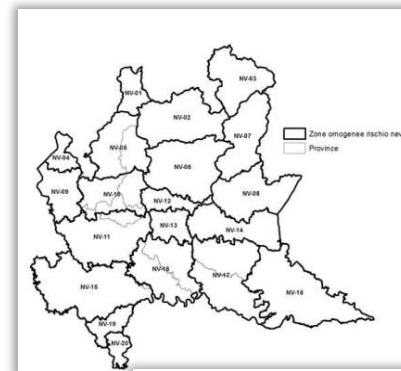 NV-01
NV-03
NV-02
NV-07
NV-05
NV-04
NV-06
NV-09
NV-10
NV-08
NV-12
NV-13
NV-14
NV-11
NV-16
NV-17
NV-15
NV-18
NV-19
NV-20
Zone omogenee rischio nev
Province